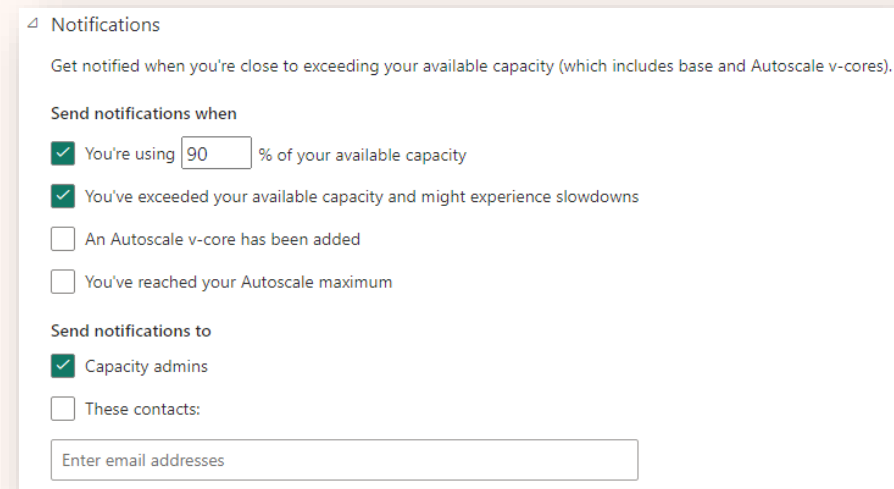 Notifications
Get notified when you're close to exceeding your available capacity (which includes base and Autoscale v-cores).
Send notifications when
You're using 90 % of your available capacity
You've exceeded your available capacity and might experience slowdowns
An Autoscale v-core has been added
You've reached your Autoscale maximum
Send notifications to
Capacity admins
These contacts:
Enter email addresses